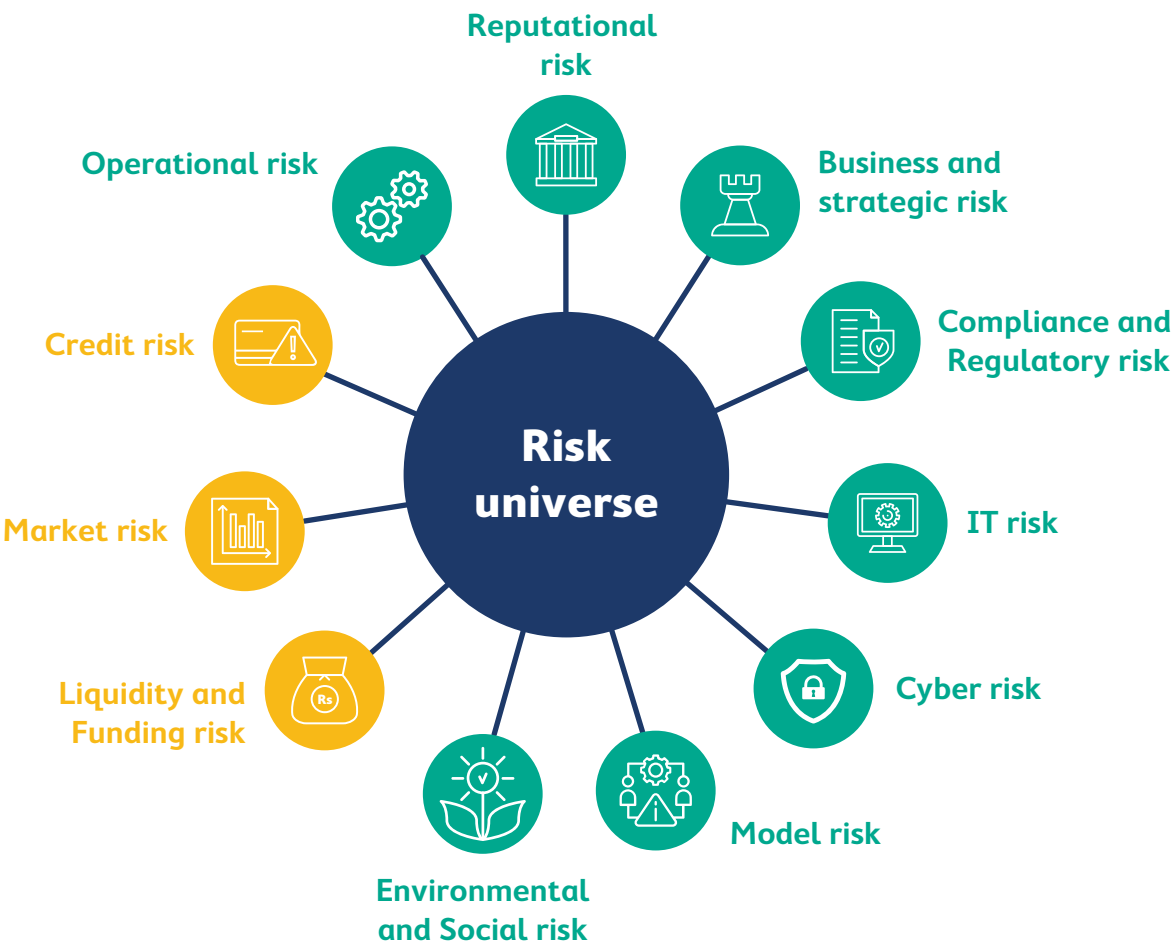 Reputational
risk
Operational risk
Business and
strategic risk
Credit risk
Compliance and
Regulatory risk
Risk
universe
Market risk
IT risk
Liquidity and
Funding risk
Rs
Cyber risk
Model risk
Environmental
and Social risk